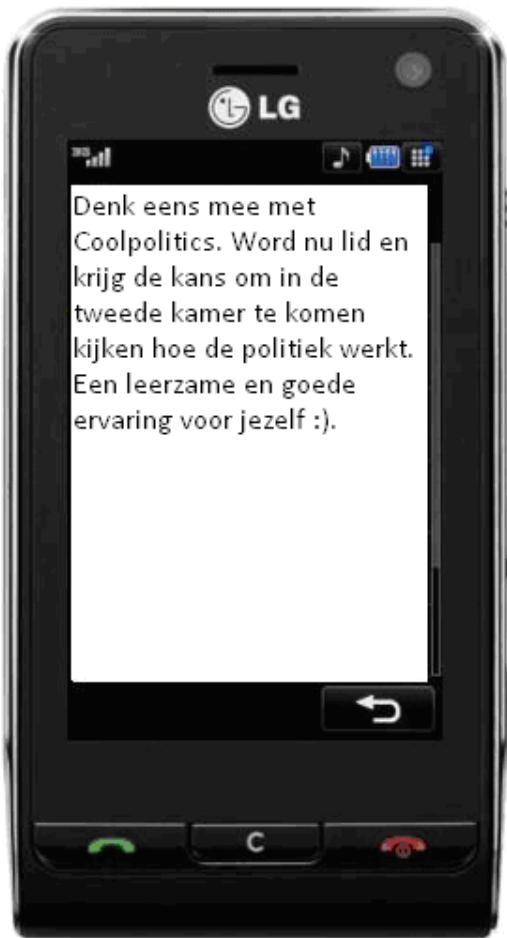 LG
3G
Denk eens mee met
Coolpolitics. Word nu lid en
krijg de kans om in de
tweede kamer te komen
kijken hoe de politiek werkt.
Een leerzame en goede
ervaring voor jezelf :).
C